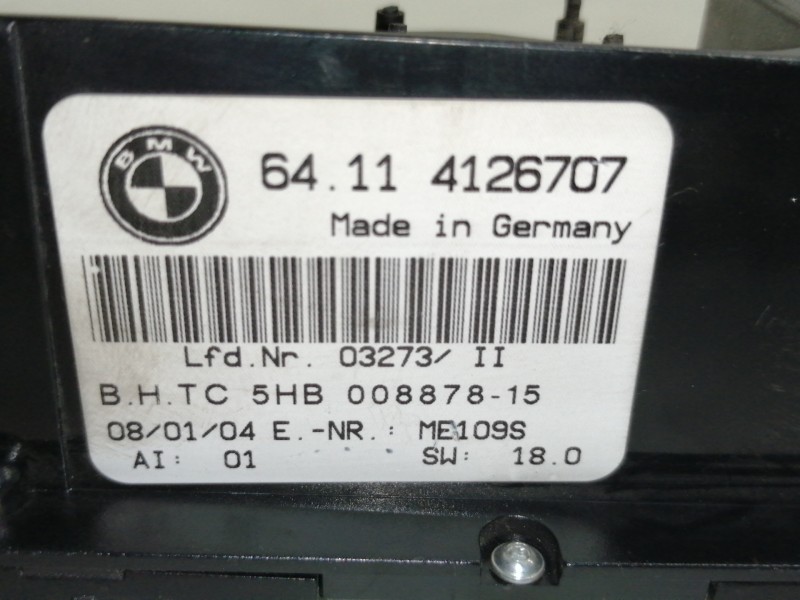 BMW
64.11 4126707
Made in Germany
Lfd.Nr. 03273/ II
B.H.TC 5HB 008878-15
08/01/04 E.-NR.: ME109S
AI: 01 SW: 18.0